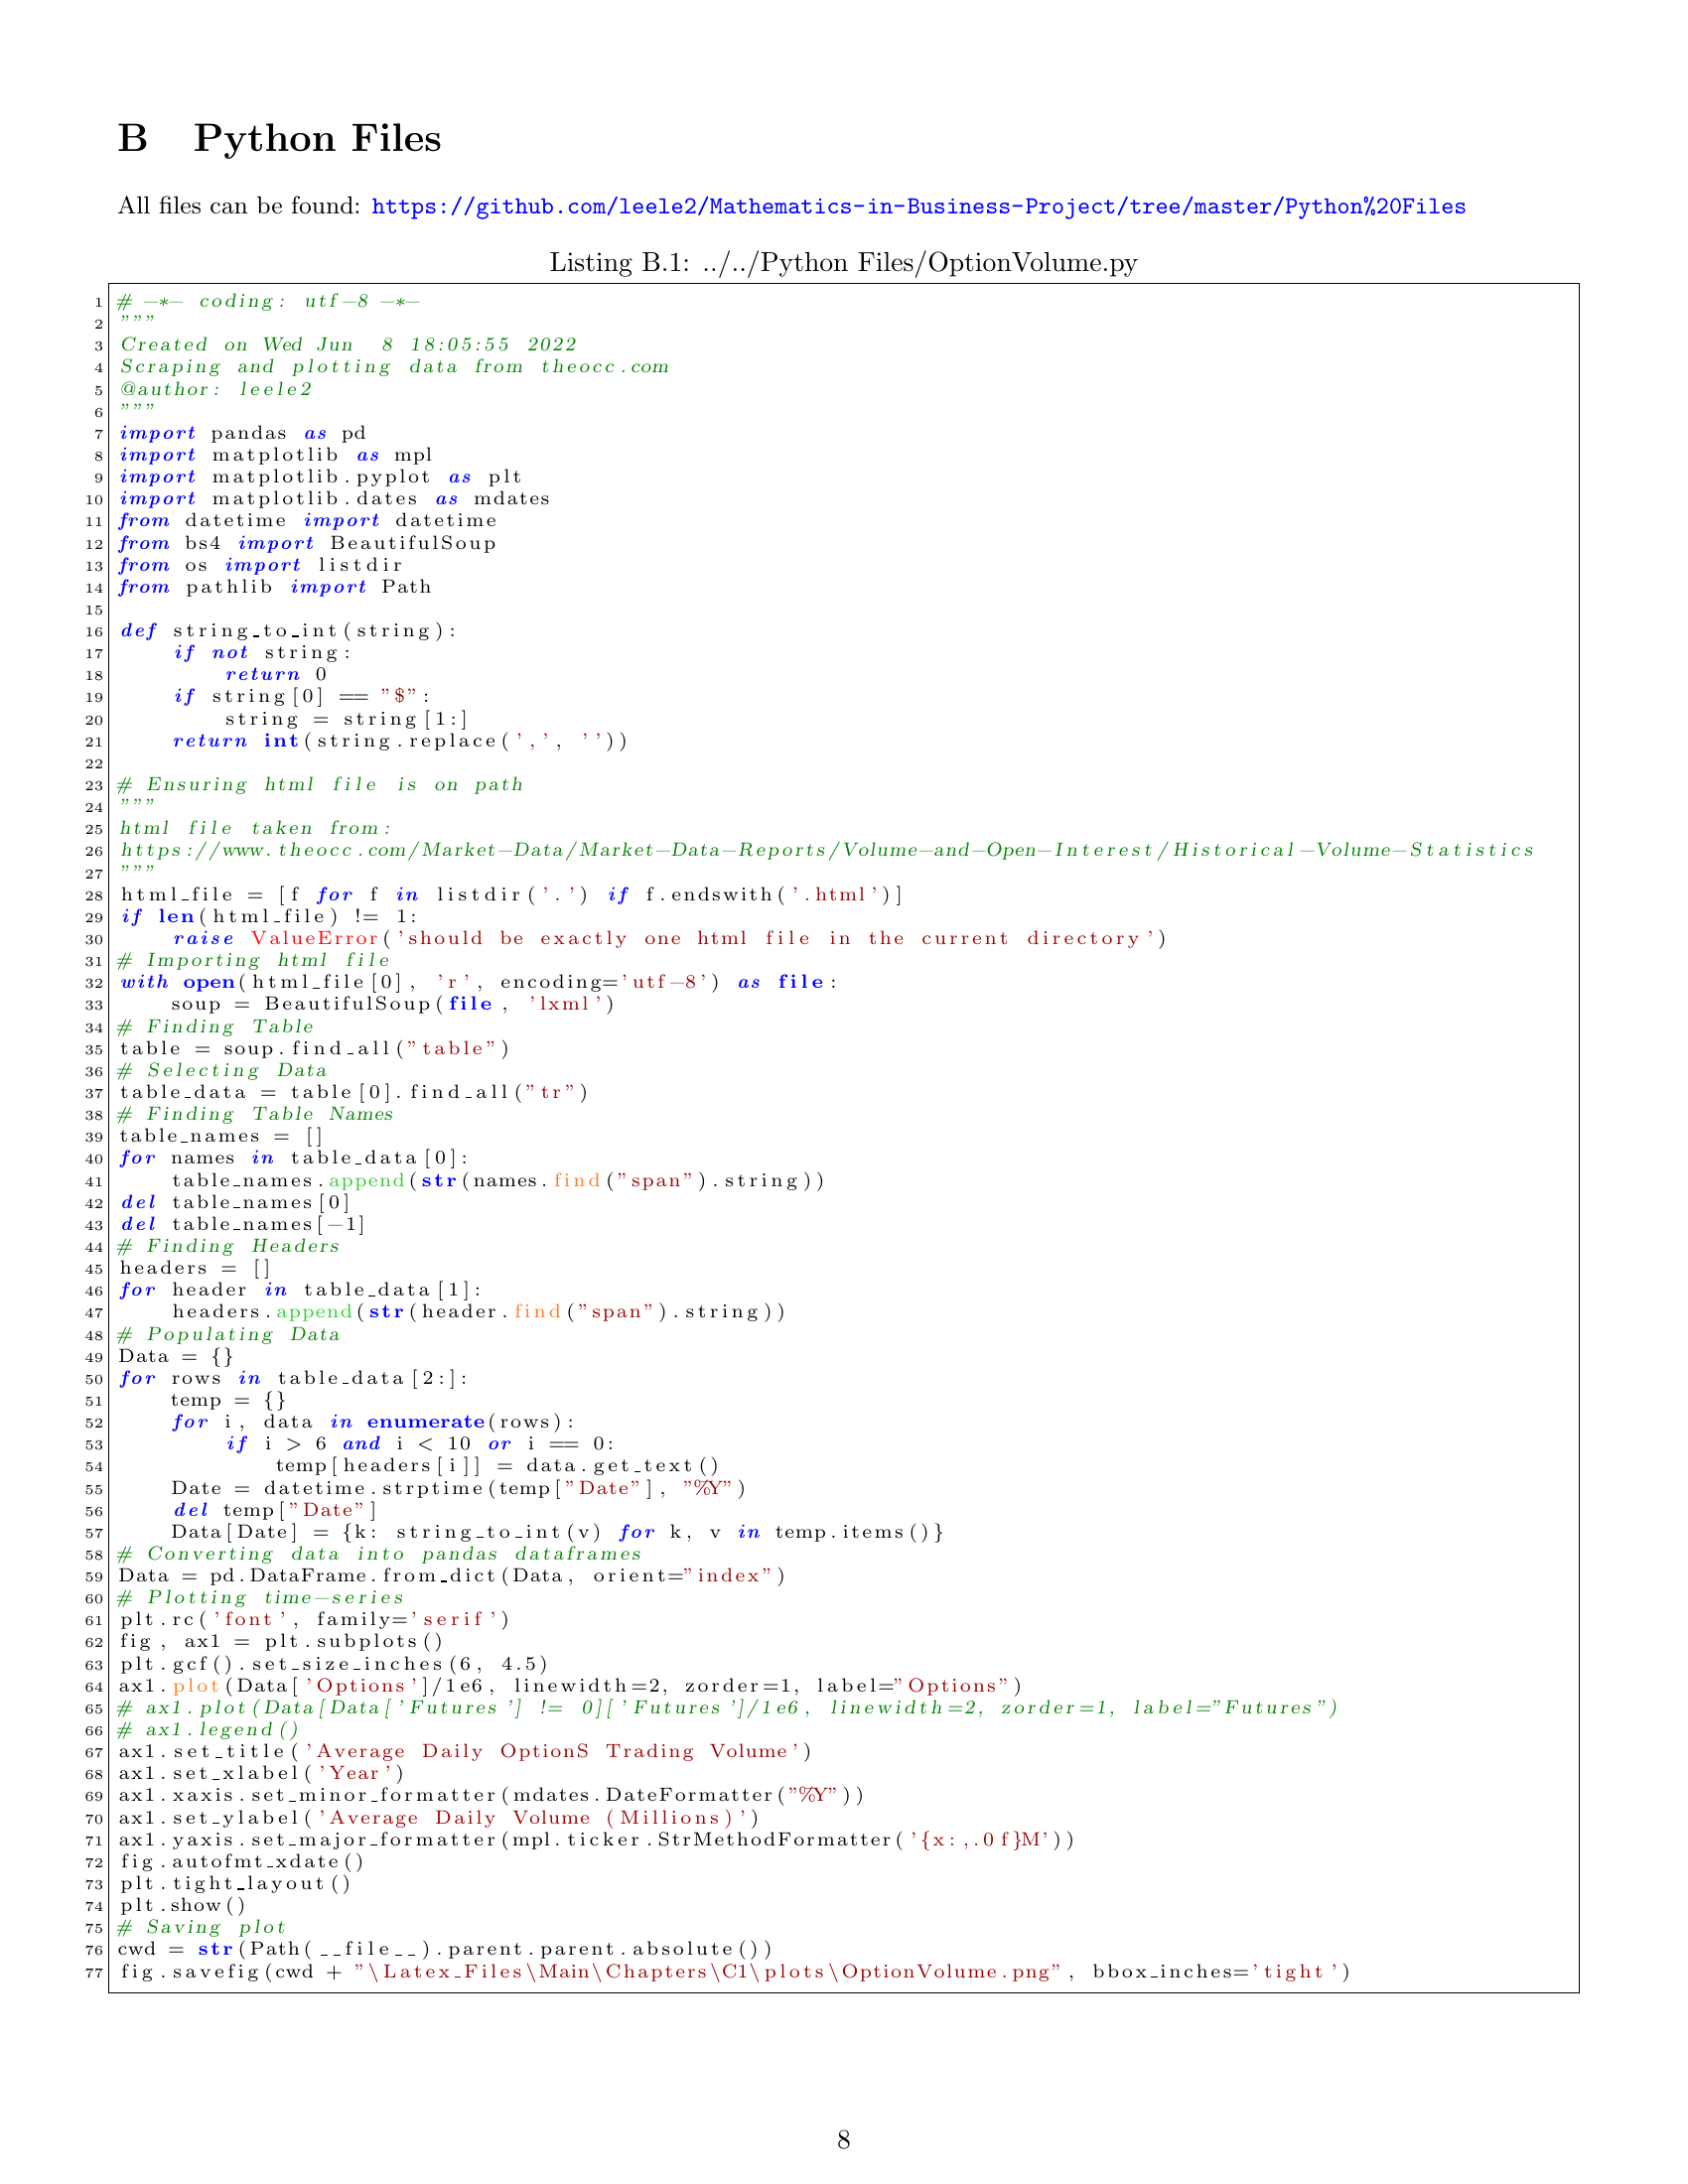 B Python Files
All files can be found: https://github.com/leele2/Mathematics-in-Business-Project/tree/master/Python%20Files
Listing B.1: ../../Python Files/OptionVolume.py
1 # -*- coding: utf-8 -*-
2 """
3 Created on Wed Jun  8 18:05:55 2022
4 Scraping and plotting data from theocc.com
5 @author: leele2
6 """
7 import pandas as pd
8 import matplotlib as mpl
9 import matplotlib.pyplot as plt
10 import matplotlib.dates as mdates
11 from datetime import datetime
12 from bs4 import BeautifulSoup
13 from os import listdir
14 from pathlib import Path
15
16 def string_to_int(string):
17     if not string:
18         return 0
19     if string[0] == "$":
20         string = string[1:]
21     return int(string.replace(',', ''))
22
23 # Ensuring html file is on path
24 """
25 html file taken from:
26 https://www.theocc.com/Market-Data/Market-Data-Reports/Volume-and-Open-Interest/Historical-Volume-Statistics
27 """
28 html_file = [f for f in listdir('.') if f.endswith('.html')]
29 if len(html_file) != 1:
30     raise ValueError('should be exactly one html file in the current directory')
31 # Importing html file
32 with open(html_file[0], 'r', encoding='utf-8') as file:
33     soup = BeautifulSoup(file, 'lxml')
34 # Finding Table
35 table = soup.find_all("table")
36 # Selecting Data
37 table_data = table[0].find_all("tr")
38 # Finding Table Names
39 table_names = []
40 for names in table_data[0]:
41     table_names.append(str(names.find("span").string))
42 del table_names[0]
43 del table_names[-1]
44 # Finding Headers
45 headers = []
46 for header in table_data[1]:
47     headers.append(str(header.find("span").string))
48 # Populating Data
49 Data = {}
50 for rows in table_data[2:]:
51     temp = {}
52     for i, data in enumerate(rows):
53         if i > 6 and i < 10 or i == 0:
54             temp[headers[i]] = data.get_text()
55     Date = datetime.strptime(temp["Date"], "%Y")
56     del temp["Date"]
57     Data[Date] = {k: string_to_int(v) for k, v in temp.items()}
58 # Converting data into pandas dataframes
59 Data = pd.DataFrame.from_dict(Data, orient="index")
60 # Plotting time-series
61 plt.rc('font', family='serif')
62 fig, ax1 = plt.subplots()
63 plt.gcf().set_size_inches(6, 4.5)
64 ax1.plot(Data['Options']/1e6, linewidth=2, zorder=1, label="Options")
65 # ax1.plot(Data[Data['Futures'] != 0]['Futures']/1e6, linewidth=2, zorder=1, label="Futures")
66 # ax1.legend()
67 ax1.set_title('Average Daily OptionS Trading Volume')
68 ax1.set_xlabel('Year')
69 ax1.xaxis.set_minor_formatter(mdates.DateFormatter("%Y"))
70 ax1.set_ylabel('Average Daily Volume (Millions)')
71 ax1.yaxis.set_major_formatter(mpl.ticker.StrMethodFormatter('{x:,.0f}M'))
72 fig.autofmt_xdate()
73 plt.tight_layout()
74 plt.show()
75 # Saving plot
76 cwd = str(Path(__file__).parent.parent.absolute())
77 fig.savefig(cwd + "\Latex_Files\Main\Chapters\C1\plots\OptionVolume.png", bbox_inches='tight')
8